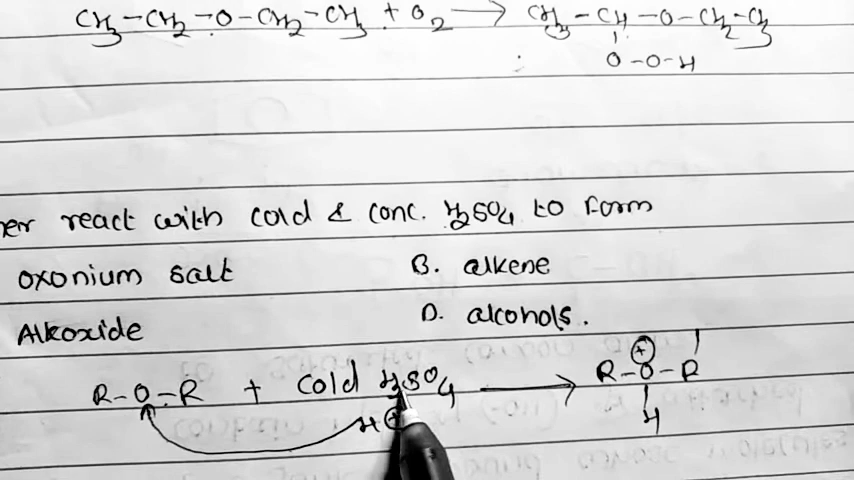 CH3-CH2-O-CH2-CH3 + O2 → CH3-CH-O-CH2-CH3
O-O-H
er react with cold & conc. H2SO4 to form
oxonium salt B. alkene
Alkoxide D. alcohols.
R-O-R + cold H2SO4 → R-O-R
H + H